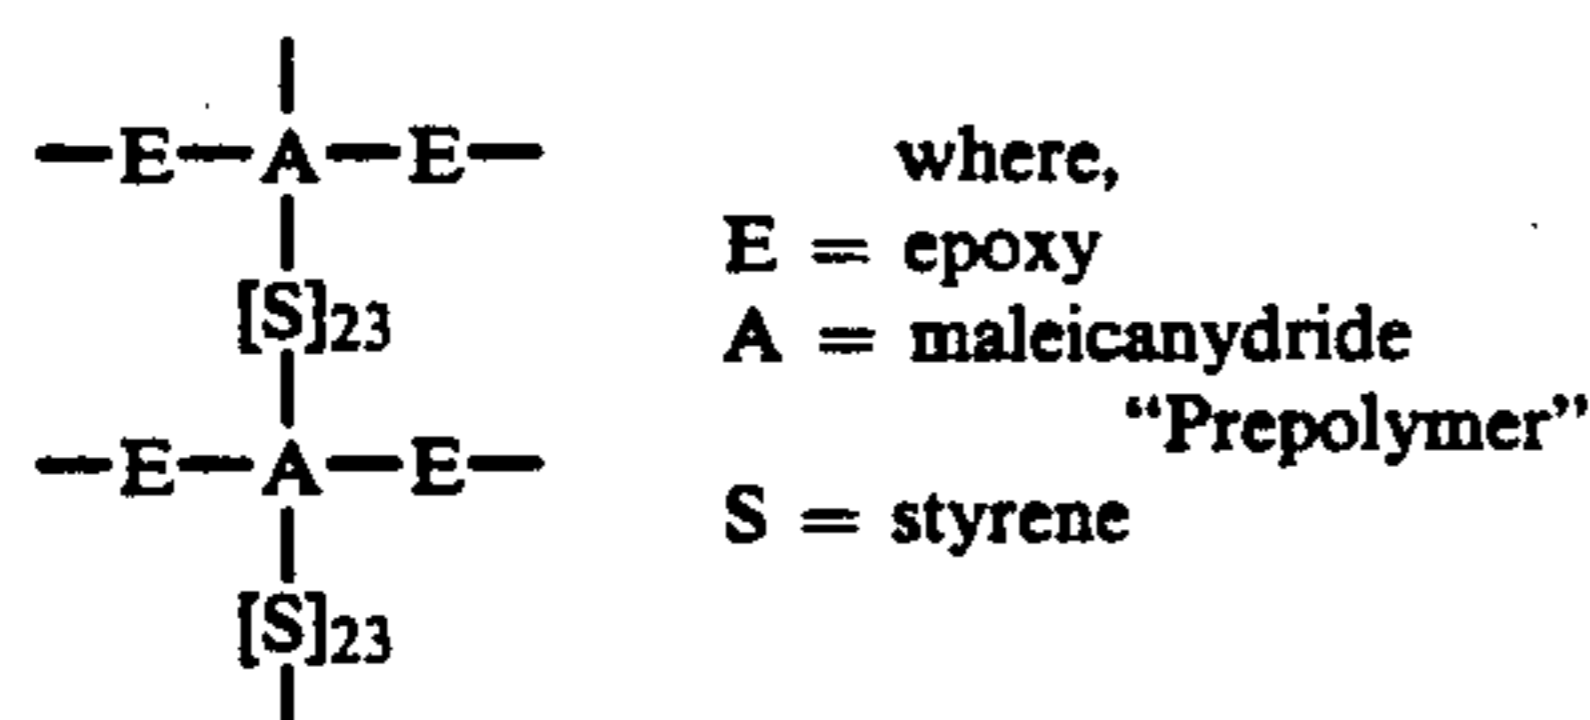 —E—A—E—
[S]23
—E—A—E—
[S]23
where,
E = epoxy
A = maleicanydride
“Prepolymer”
S = styrene